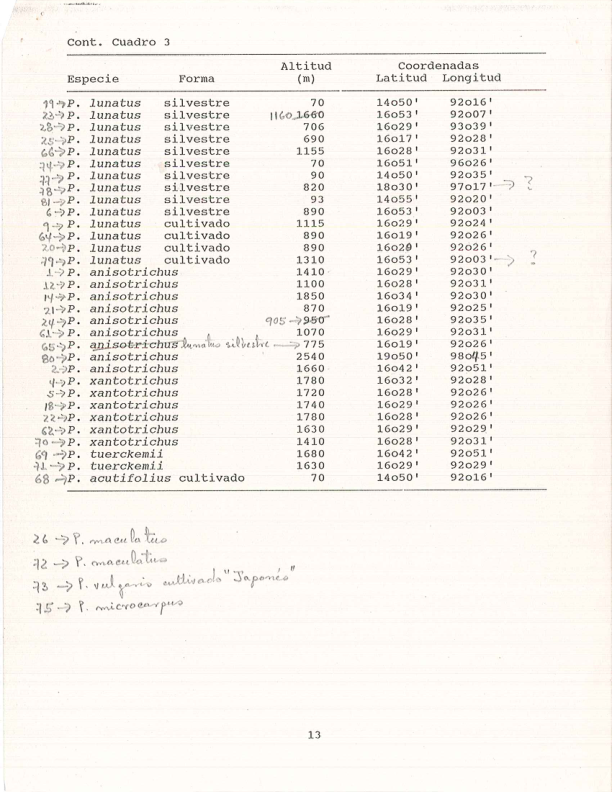 Cont. Cuadro 3
Altitud Coordenadas
Especie Forma (m) Latitud Longitud
19→P. lunatus silvestre 70 14o50' 92o16'
23→P. lunatus silvestre 1160 1660 16o53' 92o07'
28→P. lunatus silvestre 706 16o29' 93o39'
25→P. lunatus silvestre 690 16o17' 92o28'
66→P. lunatus silvestre 1155 16o28' 92o31'
74→P. lunatus silvestre 70 16o51' 96o26'
77→P. lunatus silvestre 90 14o50' 92o35'
78→P. lunatus silvestre 820 18o30' 97o17' → ?
81→P. lunatus silvestre 93 14o55' 92o20'
6→P. lunatus silvestre 890 16o53' 92o03'
9→P. lunatus cultivado 1115 16o29' 92o24'
64→P. lunatus cultivado 890 16o19' 92o26'
20→P. lunatus cultivado 890 16o20' 92o26'
79→P. lunatus cultivado 1310 16o53' 92o03' → ?
1→P. anisotrichus 1410 16o29' 92o30'
12→P. anisotrichus 1100 16o28' 92o31'
14→P. anisotrichus 1850 16o34' 92o30'
21→P. anisotrichus 870 16o19' 92o25'
24→P. anisotrichus 905→950 16o28' 92o35'
61→P. anisotrichus 1070 16o29' 92o31'
65→P. anisotrichus lunatus silvestre → 775 16o19' 92o26'
80→P. anisotrichus 2540 19o50' 98o45'
2→P. anisotrichus 1660 16o42' 92o51'
4→P. xantotrichus 1780 16o32' 92o28'
5→P. xantotrichus 1720 16o28' 92o26'
18→P. xantotrichus 1740 16o29' 92o26'
22→P. xantotrichus 1780 16o28' 92o26'
62→P. xantotrichus 1630 16o29' 92o29'
70→P. xantotrichus 1410 16o28' 92o31'
69→P. tuerckemii 1680 16o42' 92o51'
71→P. tuerckemii 1630 16o29' 92o29'
68→P. acutifolius cultivado 70 14o50' 92o16'
26→P. maculatus
72→P. maculatus
73→P. vulgaris cultivado "Japonés"
75→P. microcarpus
13